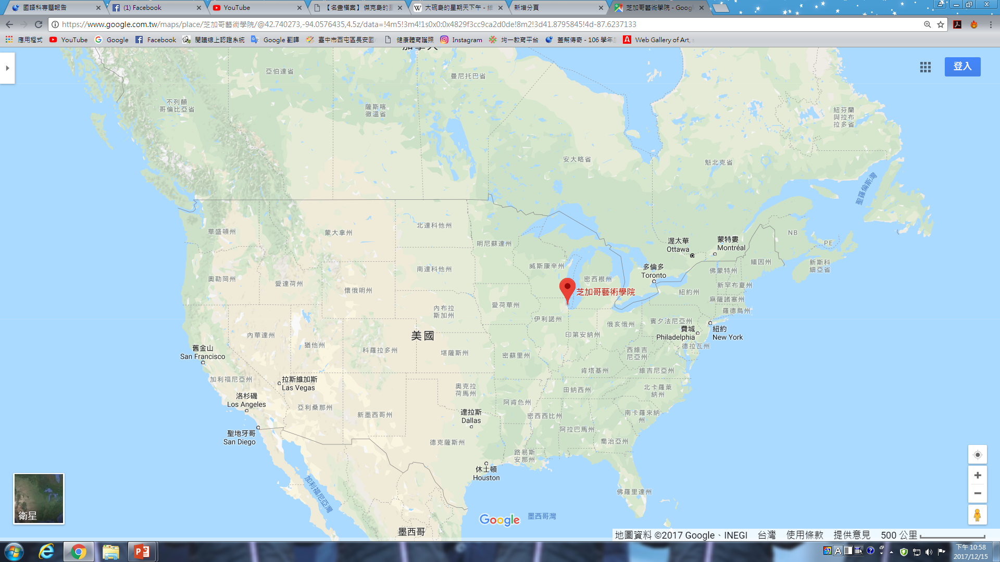 國語科專題報告
(1) Facebook
YouTube
【名畫檔案】 傑克島的星
大碗島的星期天下午 - 維
新增分頁
芝加哥藝術學院 - Google
https://www.google.com.tw/maps/place/芝加哥藝術學院/@42.740273,-94.0576435,4.5z/data=!4m5!3m4!1s0x0:0x4829f3cc9ca2d0de!8m2!3d41.8795845!4d-87.6237133
應用程式
YouTube
Google
Facebook
閱讀線上認證系統
Google 翻譯
臺中市西屯區長安國
健康體育護照
Instagram
均一教育平台
蓋幫傳奇 - 106 學年
Web Gallery of Art,
加拿大
登入
亞伯達省
曼尼托巴省
不列顛
哥倫比亞省
薩斯喀
徹溫省
紐芬蘭
與拉布
拉多省
安大略省
魁北克省
聖羅倫斯灣
華盛頓州
蒙大拿州
北達科他州
明尼蘇達州
渥太華
Ottawa
蒙特婁
Montréal
NB
PE
緬因州
新斯科
細亞省
奧勒岡州
愛達荷州
南達科他州
威斯康辛州
密西根州
多倫多
Toronto
佛蒙特州
新罕布夏州
懷俄明州
芝加哥藝術學院
紐約州
麻薩諸塞州
羅德島州
內布拉
斯加州
愛荷華州
伊利諾州
俄亥俄州
賓夕法尼亞州
費城
Philadelphia
紐約
New York
內華達州
美國
印第安納州
猶他州
科羅拉多州
堪薩斯州
密蘇里州
西維吉
尼亞州
德拉瓦州
舊金山
San Francisco
肯塔基州
維吉尼亞州
加利福尼亞州
拉斯維加斯
Las Vegas
奧克拉
荷馬州
田納西州
北卡羅萊
納州
洛杉磯
Los Angeles
亞利桑那州
新墨西哥州
阿肯色州
達拉斯
Dallas
密西西比州
南卡羅來納
州
聖地牙哥
San Diego
阿拉巴馬州
德克薩斯州
喬治亞州
路易斯
安那州
休士頓
Houston
加利福尼亞灣
佛羅里達州
衛星
Google
墨西哥灣
墨西哥
地圖資料 ©2017 Google、INEGI
台灣
使用條款
提供意見
500 公里
下午 10:58
2017/12/15